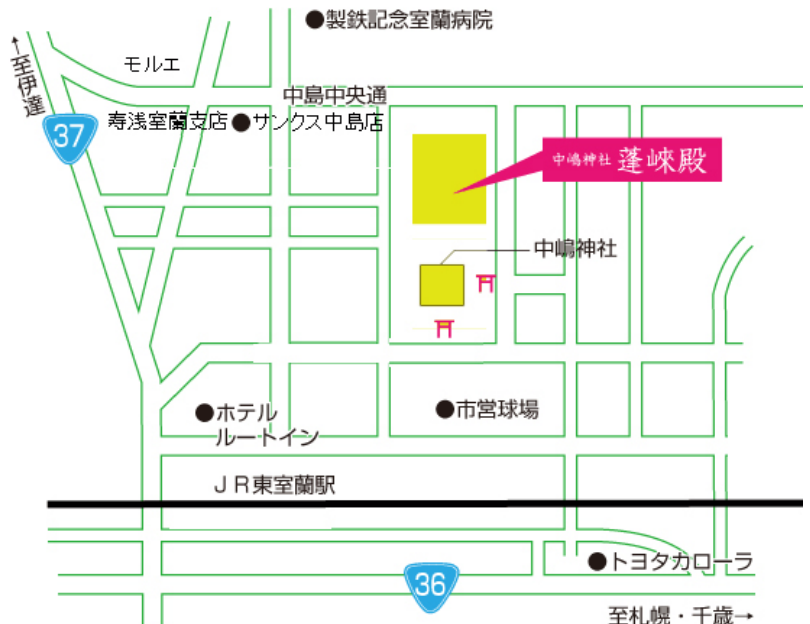 ●製鉄記念室蘭病院
←至伊達
モルエ
中島中央通
37
寿浅室蘭支店●サンクス中島店
中嶋神社 蓬崍殿
中嶋神社
●ホテル
ルートイン
●市営球場
ＪＲ東室蘭駅
●トヨタカローラ
36
至札幌・千歳→